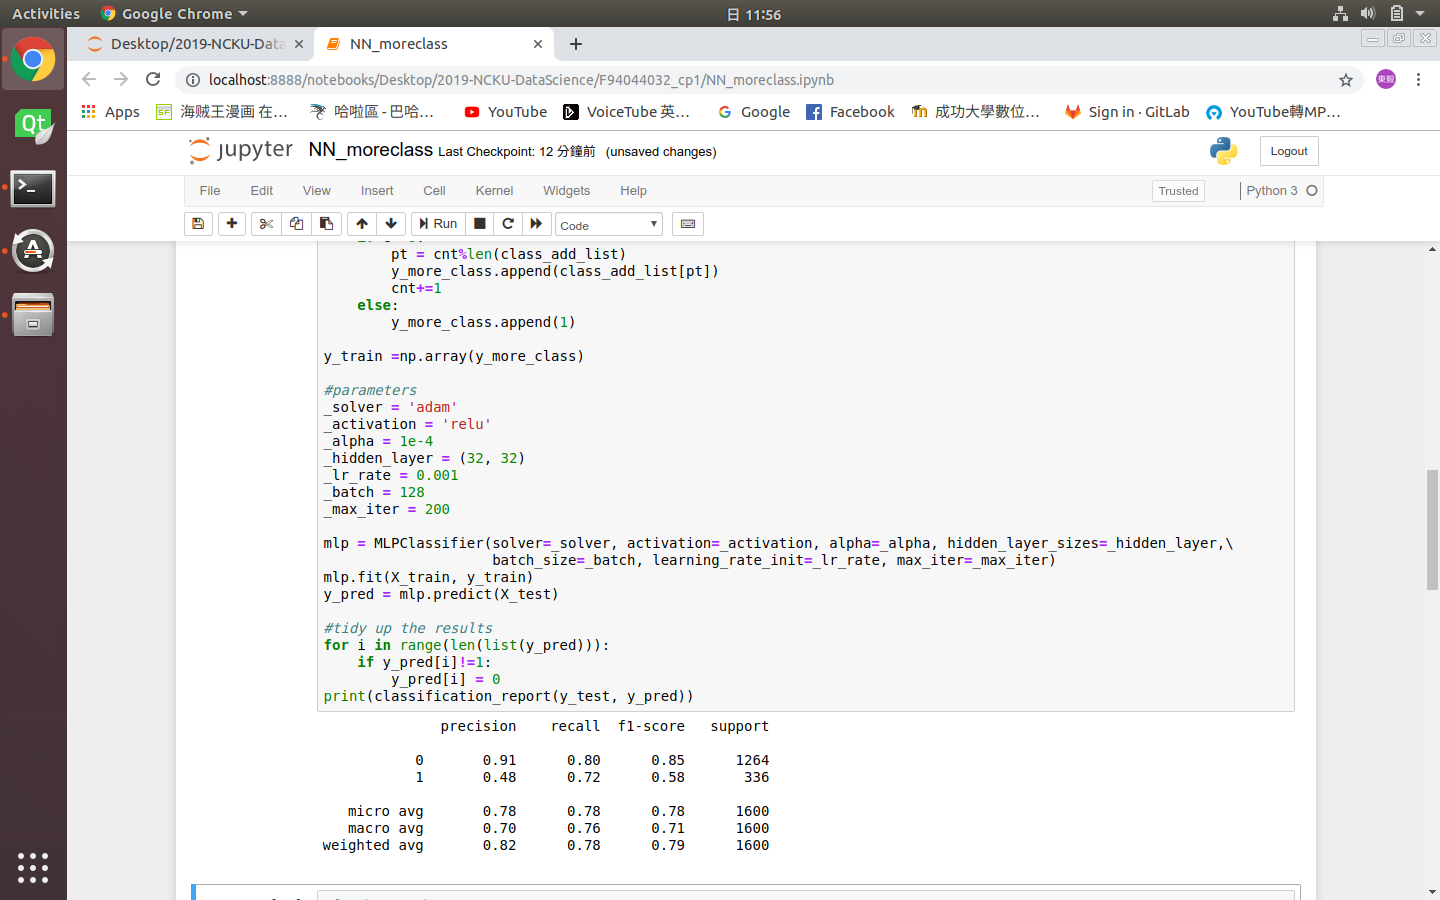 Activities Google Chrome 日 11:56
Desktop/2019-NCKU-Data NN_moreclass
localhost:8888/notebooks/Desktop/2019-NCKU-DataScience/F94044032_cp1/NN_moreclass.ipynb 東毅
Apps 海贼王漫画 在… 哈啦區 - 巴哈… YouTube VoiceTube 英… Google Facebook 成功大學數位… Sign in · GitLab YouTube轉MP…
jupyter NN_moreclass Last Checkpoint: 12 分鐘前 (unsaved changes) Logout
File Edit View Insert Cell Kernel Widgets Help Trusted Python 3
Run Code
pt = cnt%len(class_add_list)
y_more_class.append(class_add_list[pt])
cnt+=1
else:
y_more_class.append(1)
y_train =np.array(y_more_class)
#parameters
_solver = 'adam'
_activation = 'relu'
_alpha = 1e-4
_hidden_layer = (32, 32)
_lr_rate = 0.001
_batch = 128
_max_iter = 200
mlp = MLPClassifier(solver=_solver, activation=_activation, alpha=_alpha, hidden_layer_sizes=_hidden_layer,\
batch_size=_batch, learning_rate_init=_lr_rate, max_iter=_max_iter)
mlp.fit(X_train, y_train)
y_pred = mlp.predict(X_test)
#tidy up the results
for i in range(len(list(y_pred))):
if y_pred[i]!=1:
y_pred[i] = 0
print(classification_report(y_test, y_pred))
precision recall f1-score support
0 0.91 0.80 0.85 1264
1 0.48 0.72 0.58 336
micro avg 0.78 0.78 0.78 1600
macro avg 0.70 0.76 0.71 1600
weighted avg 0.82 0.78 0.79 1600